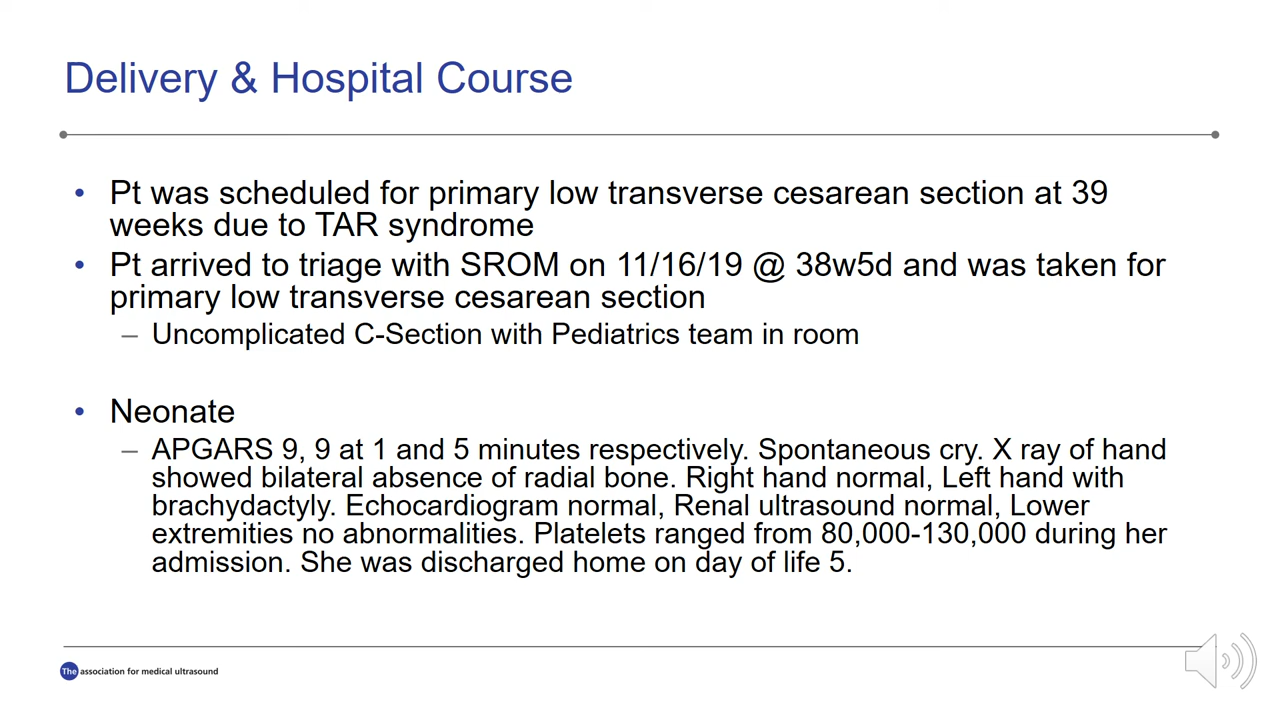 Delivery & Hospital Course
• Pt was scheduled for primary low transverse cesarean section at 39
weeks due to TAR syndrome
• Pt arrived to triage with SROM on 11/16/19 @ 38w5d and was taken for
primary low transverse cesarean section
– Uncomplicated C-Section with Pediatrics team in room
• Neonate
– APGARS 9, 9 at 1 and 5 minutes respectively. Spontaneous cry. X ray of hand
showed bilateral absence of radial bone. Right hand normal, Left hand with
brachydactyly. Echocardiogram normal, Renal ultrasound normal, Lower
extremities no abnormalities. Platelets ranged from 80,000-130,000 during her
admission. She was discharged home on day of life 5.
The association for medical ultrasound